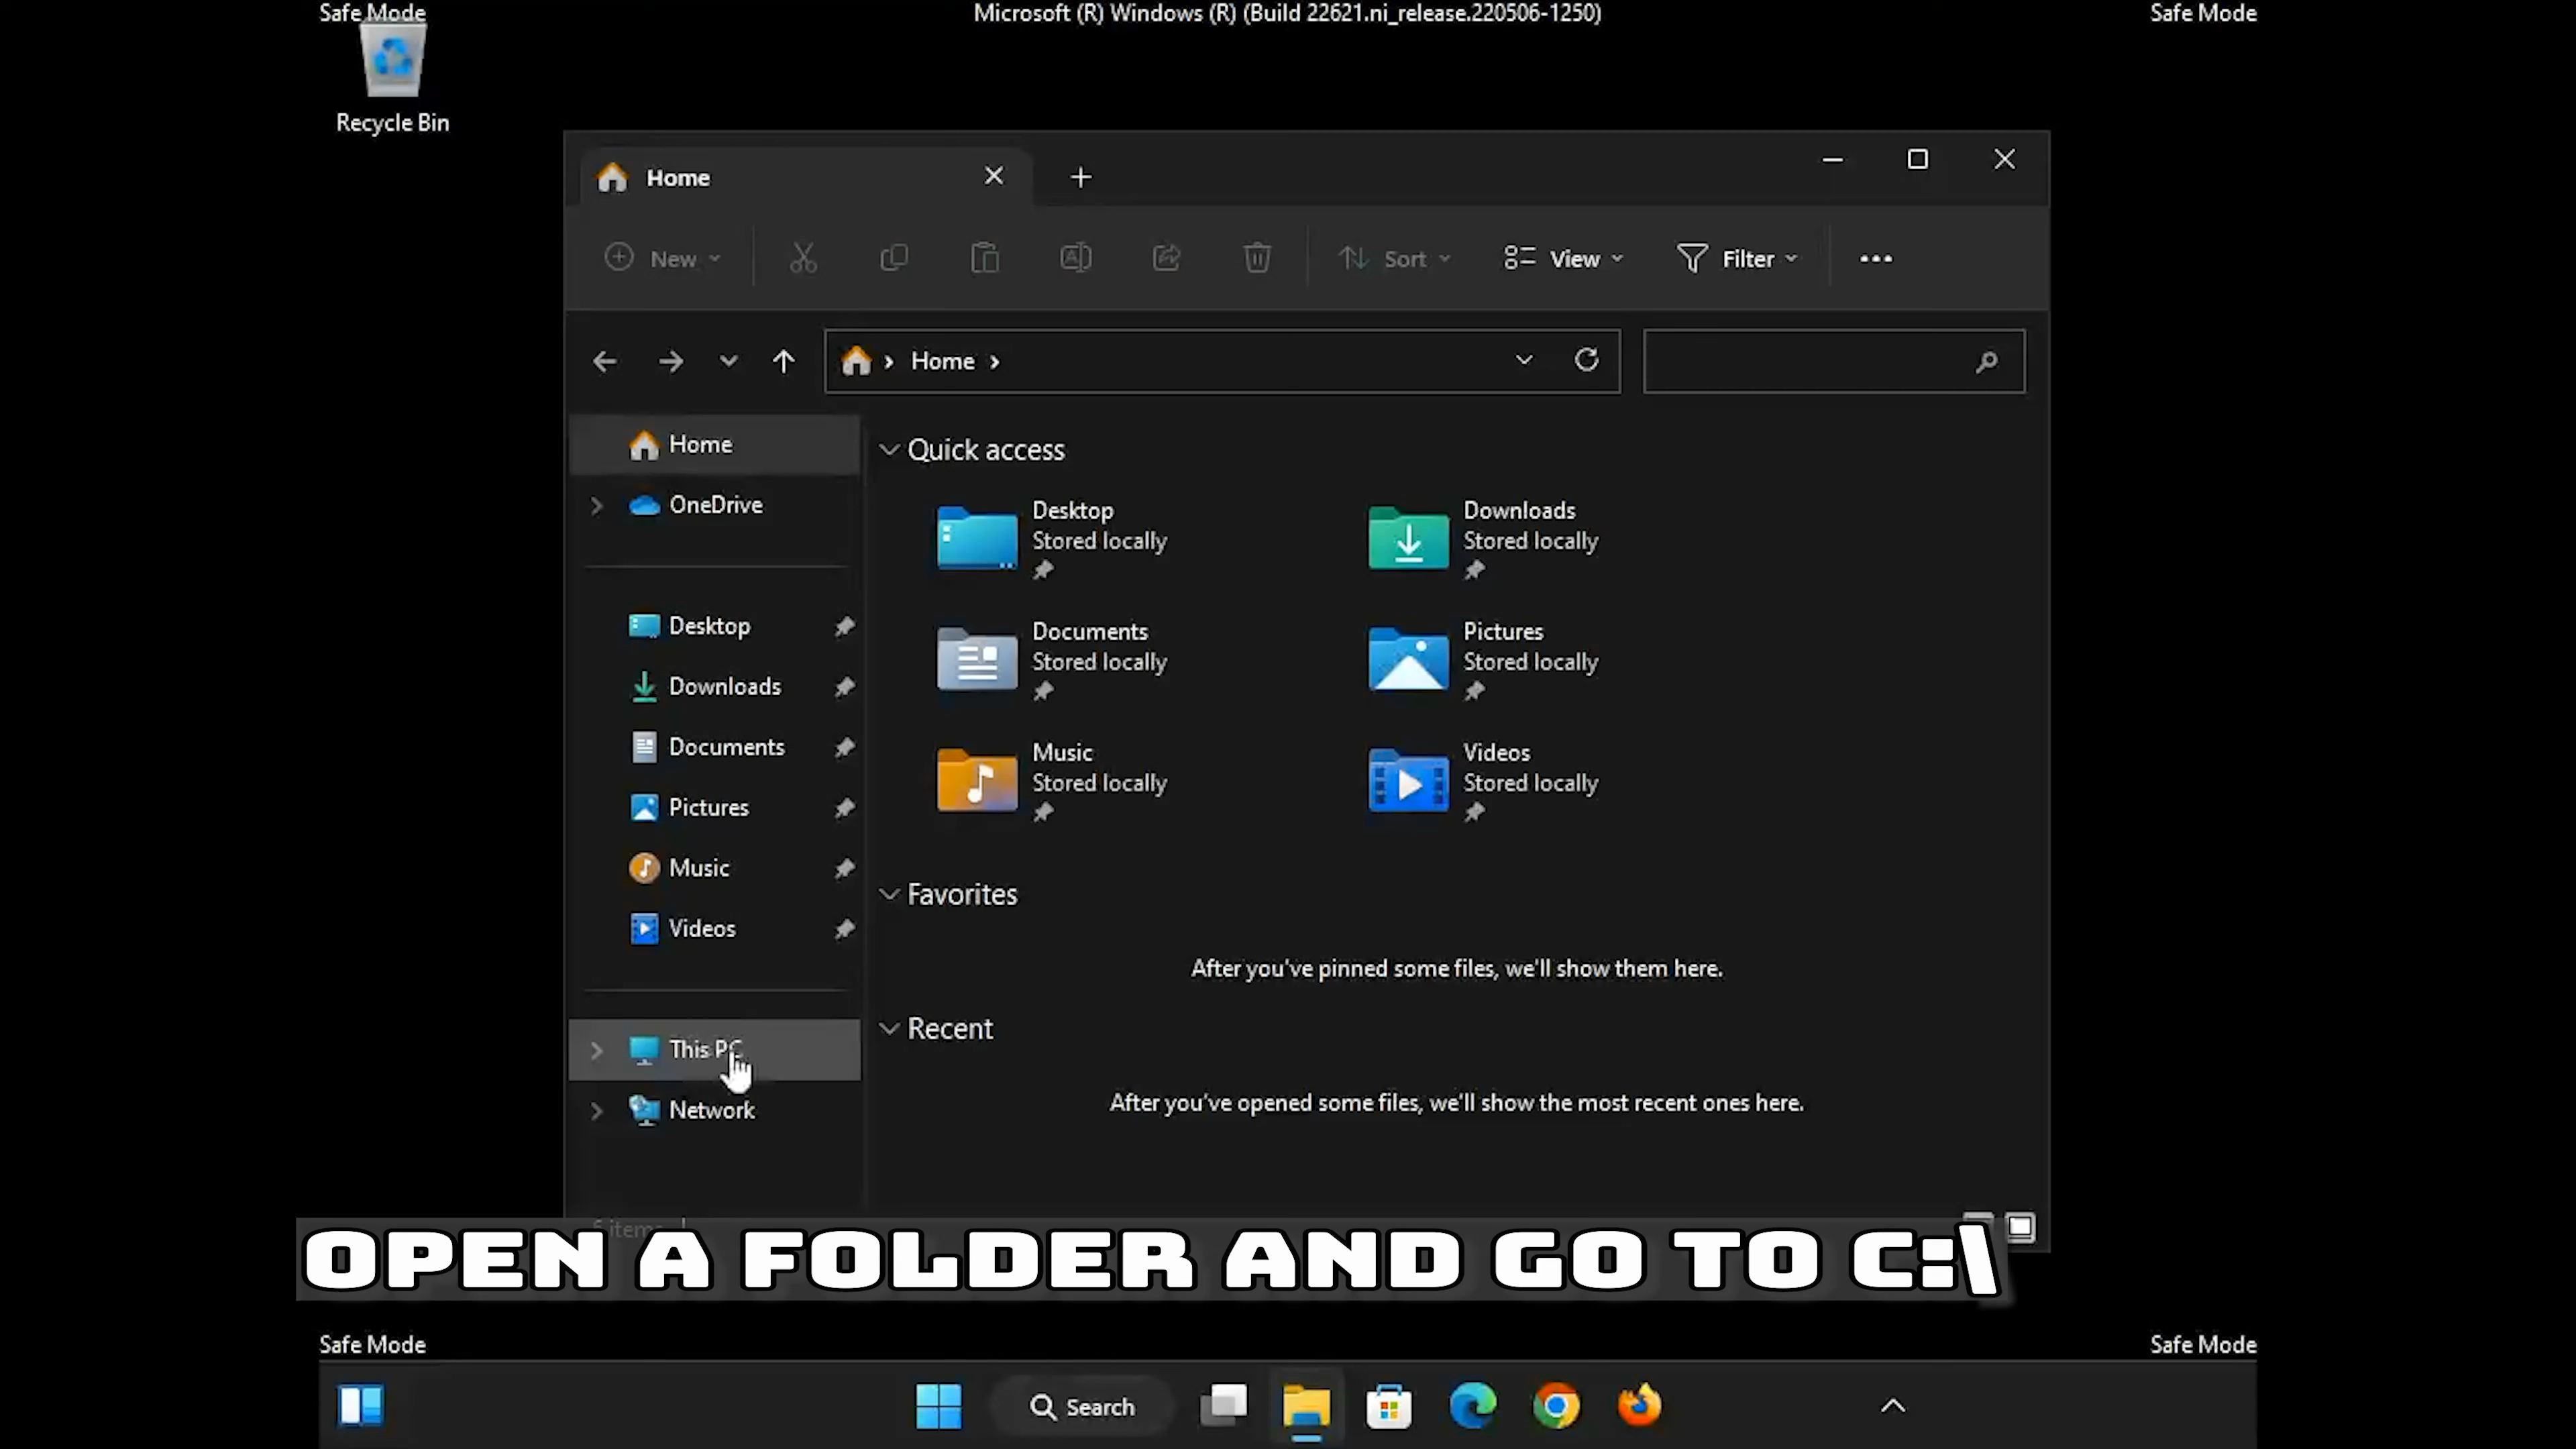 Safe Mode
Microsoft (R) Windows (R) (Build 22621.ni_release.220506-1250)
Safe Mode
Recycle Bin
Home
New
Sort
View
Filter
Home
Home
OneDrive
Desktop
Downloads
Documents
Pictures
Music
Videos
This PC
Network
Quick access
Desktop
Stored locally
Downloads
Stored locally
Documents
Stored locally
Pictures
Stored locally
Music
Stored locally
Videos
Stored locally
Favorites
After you've pinned some files, we'll show them here.
Recent
After you've opened some files, we'll show the most recent ones here.
items
OPEN A FOLDER AND GO TO C:\
Safe Mode
Safe Mode
Search